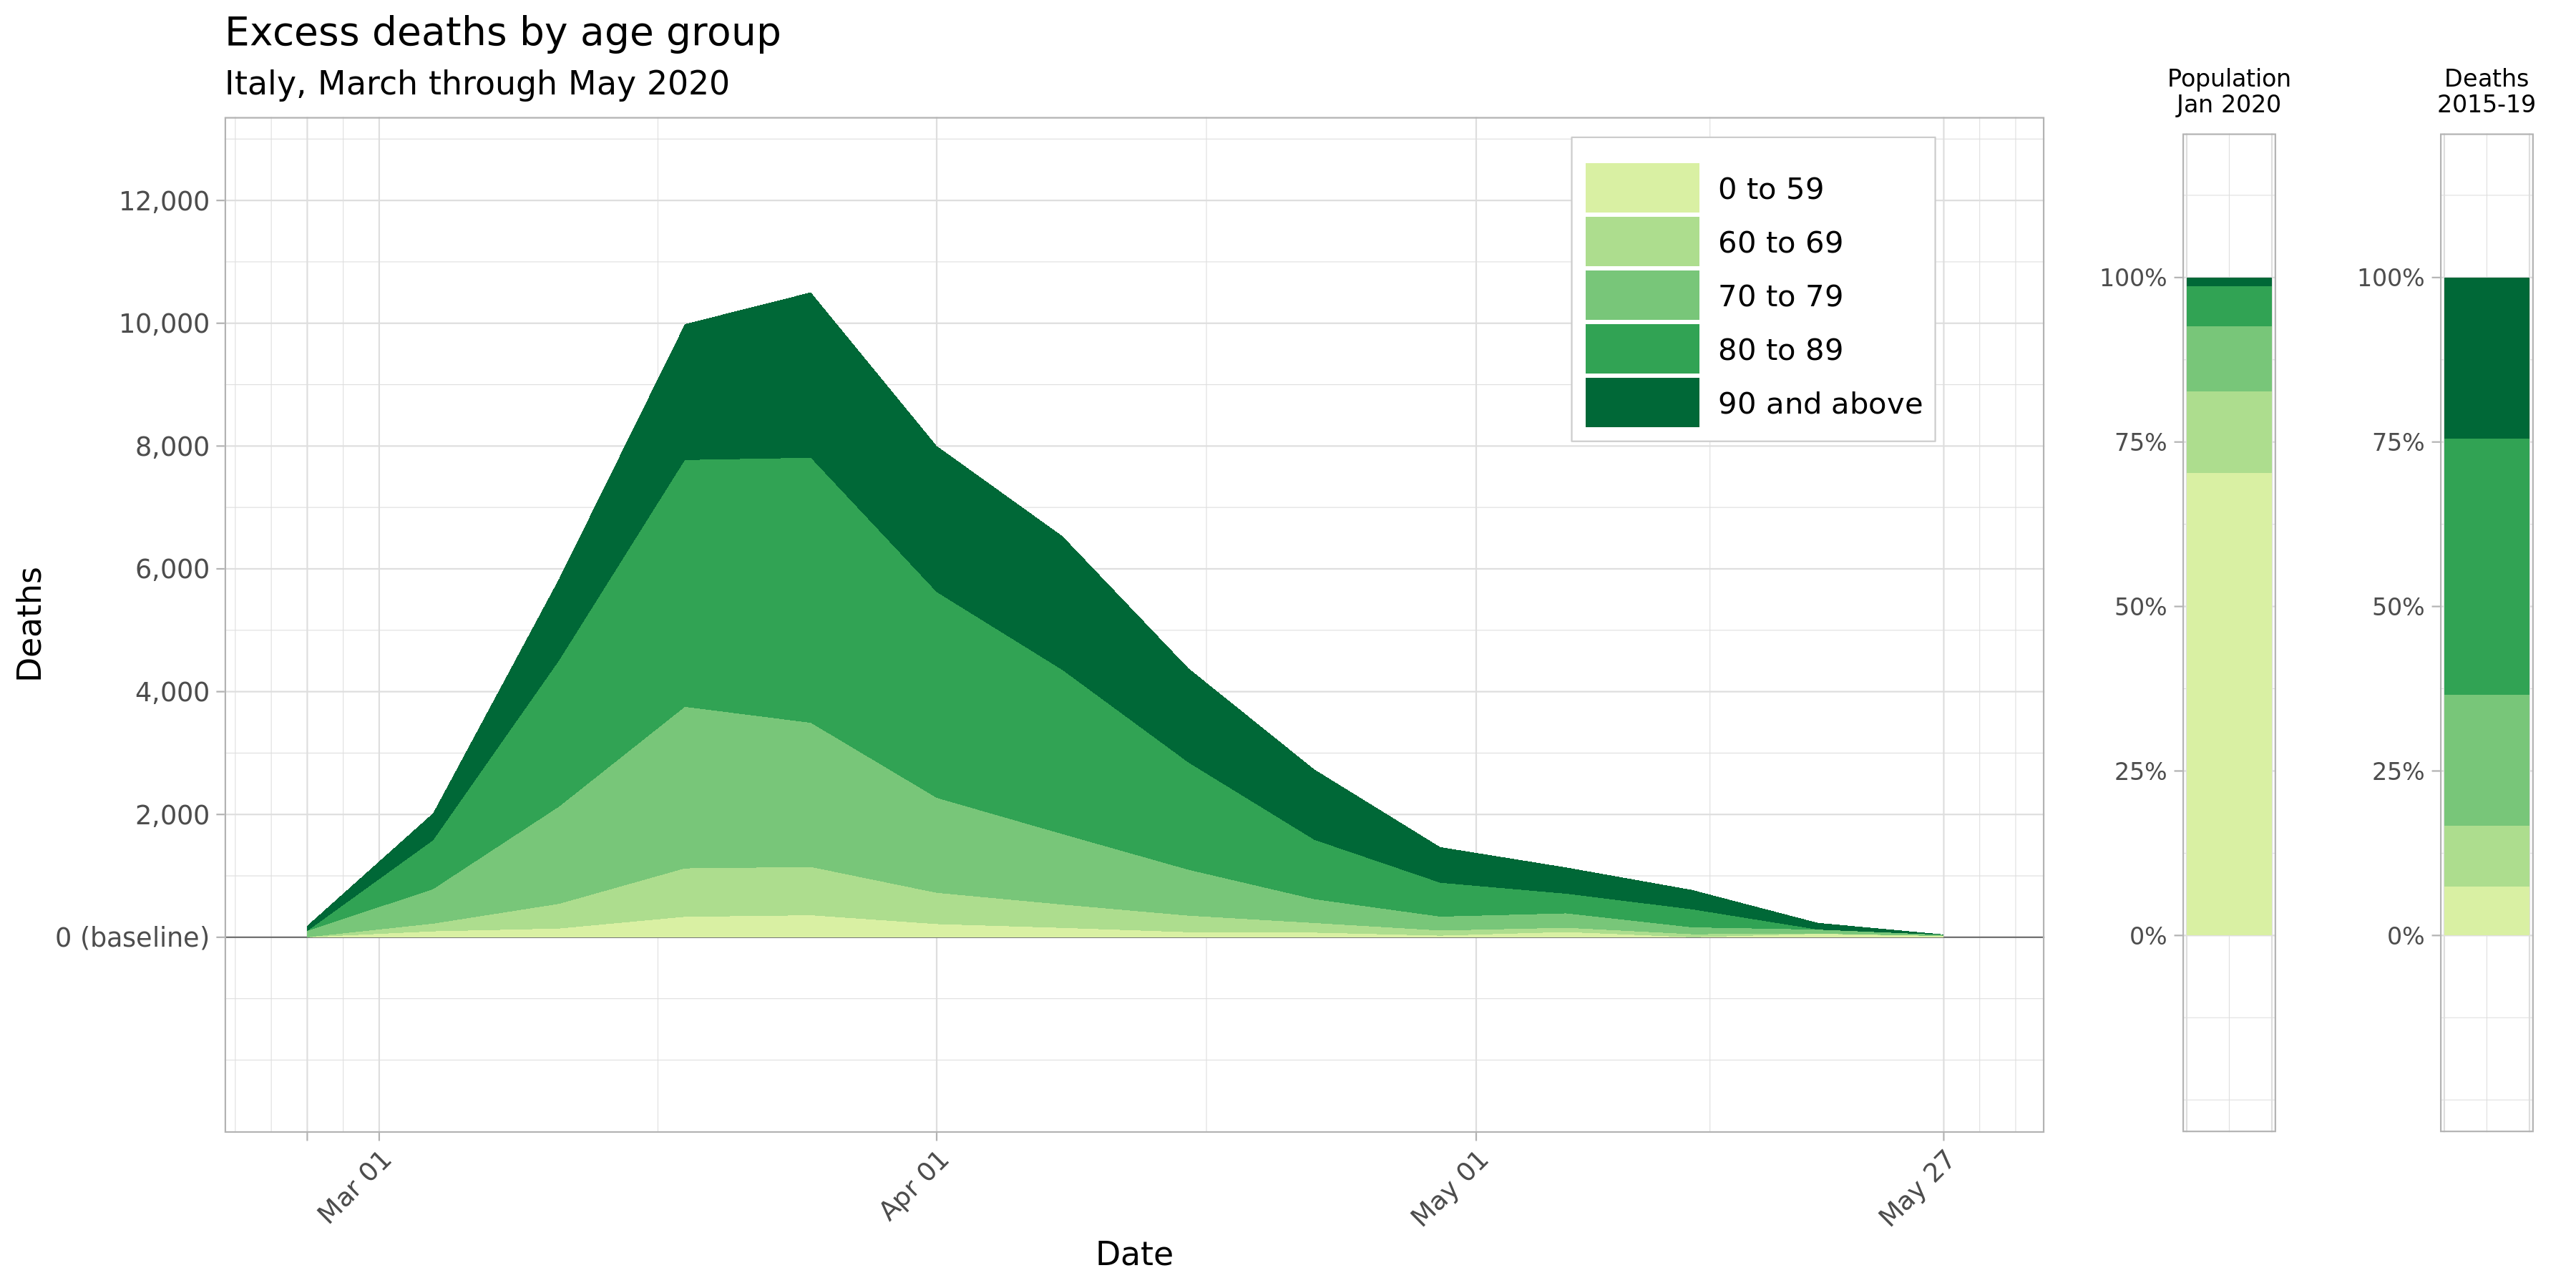 Excess deaths by age group
Italy, March through May 2020
Deaths
12,000
10,000
8,000
6,000
4,000
2,000
0 (baseline)
Mar 01
Apr 01
May 01
May 27
Date
0 to 59
60 to 69
70 to 79
80 to 89
90 and above
Population
Jan 2020
100%
75%
50%
25%
0%
Deaths
2015-19
100%
75%
50%
25%
0%